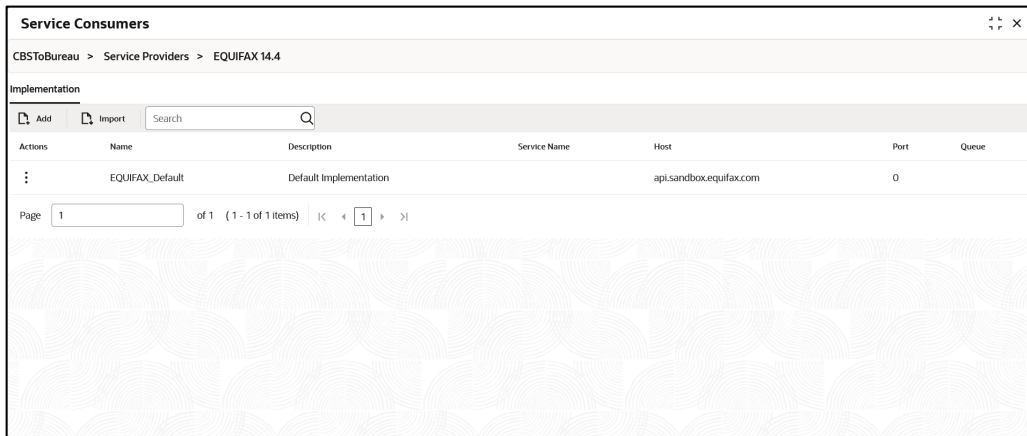 Service Consumers
CBSToBureau > Service Providers > EQUIFAX 14.4
Implementation
Add Import Search
Actions Name Description Service Name Host Port Queue
EQUIFAX_Default Default Implementation api.sandbox.equifax.com 0
Page 1 of 1 ( 1 - 1 of 1 items) 1